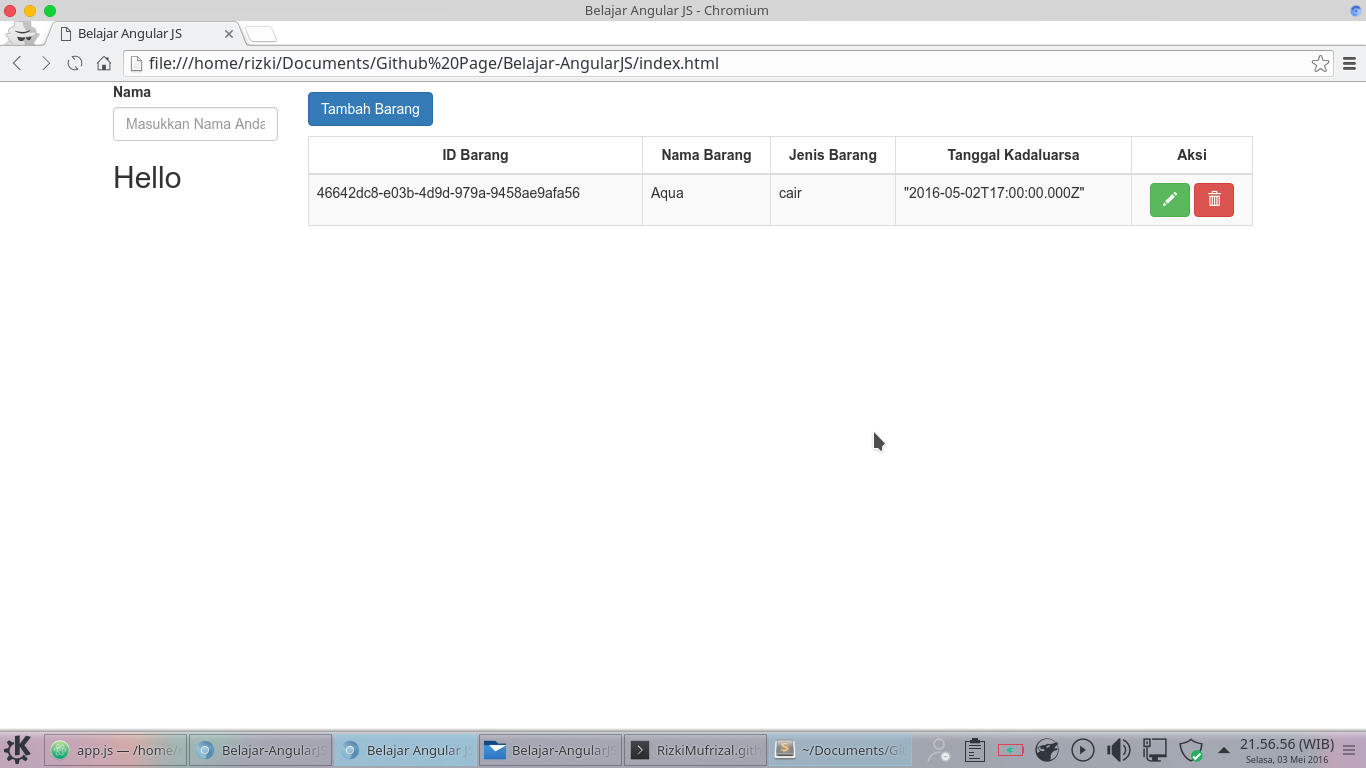 Belajar Angular JS - Chromium
Belajar Angular JS
file:///home/rizki/Documents/Github%20Page/Belajar-AngularJS/index.html
Nama
Masukkan Nama Anda
Hello
Tambah Barang
ID Barang Nama Barang Jenis Barang Tanggal Kadaluarsa Aksi
46642dc8-e03b-4d9d-979a-9458ae9afa56 Aqua cair "2016-05-02T17:00:00.000Z"
app.js — /home/ Belajar-AngularJS Belajar Angular Belajar-AngularJS RizkiMufrizal.gith ~/Documents/Git
21.56.56 (WIB)
Selasa, 03 Mei 2016